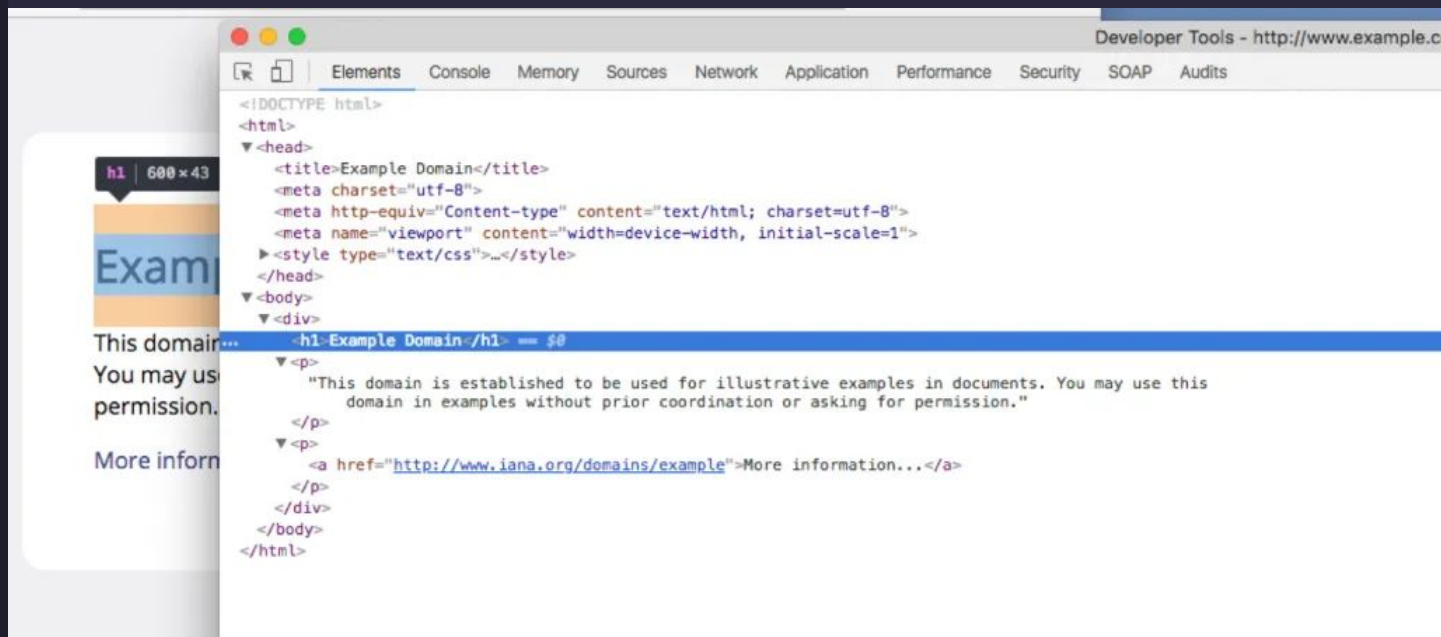 Developer Tools - http://www.example.c
Elements Console Memory Sources Network Application Performance Security SOAP Audits
<!DOCTYPE html>
<html>
▼<head>
<title>Example Domain</title>
<meta charset="utf-8">
<meta http-equiv="Content-type" content="text/html; charset=utf-8">
<meta name="viewport" content="width=device-width, initial-scale=1">
▶<style type="text/css">…</style>
</head>
▼<body>
▼<div>
... <h1>Example Domain</h1> == $0
▼<p>
"This domain is established to be used for illustrative examples in documents. You may use this
domain in examples without prior coordination or asking for permission."
</p>
▼<p>
<a href="http://www.iana.org/domains/example">More information...</a>
</p>
</div>
</body>
</html>
h1 600×43
Examp
This domair
You may us
permission.
More inforn